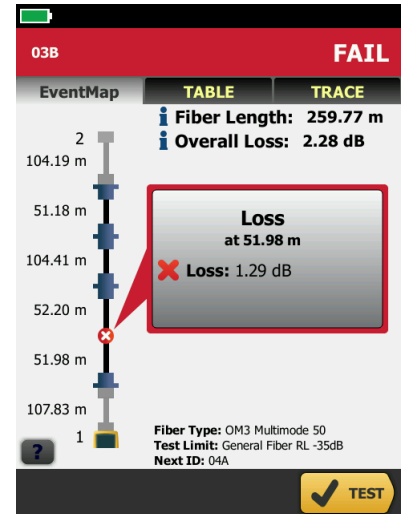 03B
FAIL
EventMap
TABLE
TRACE
i Fiber Length: 259.77 m
i Overall Loss: 2.28 dB
2
104.19 m
51.18 m
104.41 m
52.20 m
51.98 m
107.83 m
1
Loss
at 51.98 m
Loss: 1.29 dB
Fiber Type: OM3 Multimode 50
Test Limit: General Fiber RL -35dB
Next ID: 04A
?
TEST